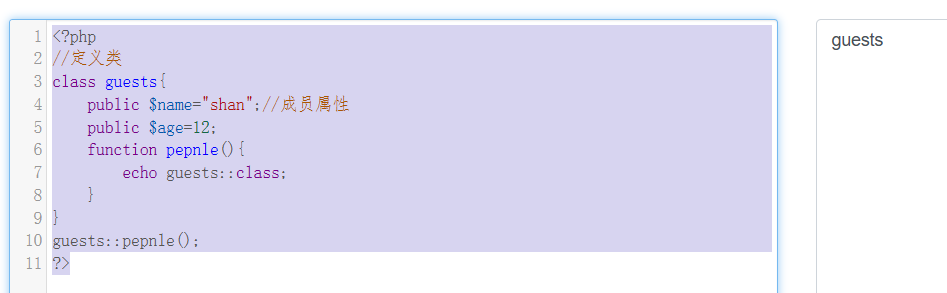 1 <?php
2 //定义类
3 class guests{
4     public $name="shan";//成员属性
5     public $age=12;
6     function pepnle(){
7         echo guests::class;
8     }
9 }
10 guests::pepnle();
11 ?>
guests